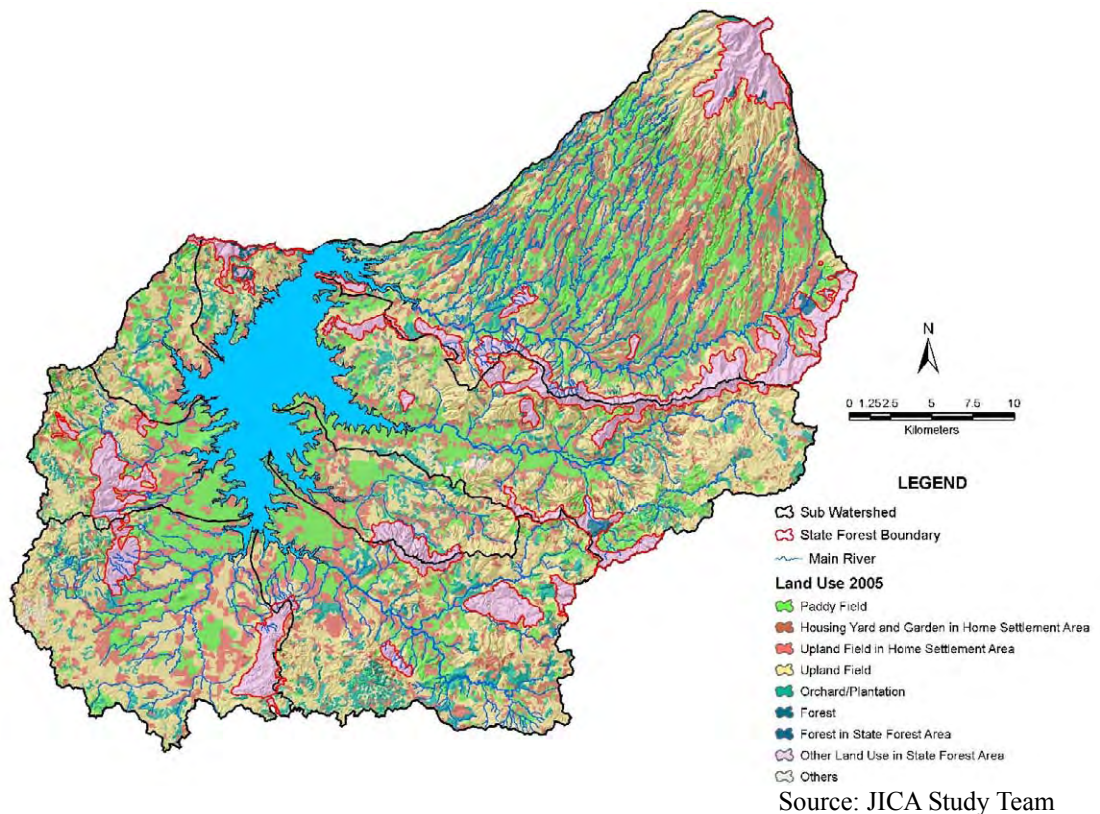 N
0 1.25 2.5 5 7.5 10
Kilometers
LEGEND
Sub Watershed
State Forest Boundary
Main River
Land Use 2005
Paddy Field
Housing Yard and Garden in Home Settlement Area
Upland Field in Home Settlement Area
Upland Field
Orchard/Plantation
Forest
Forest in State Forest Area
Other Land Use in State Forest Area
Others
Source: JICA Study Team